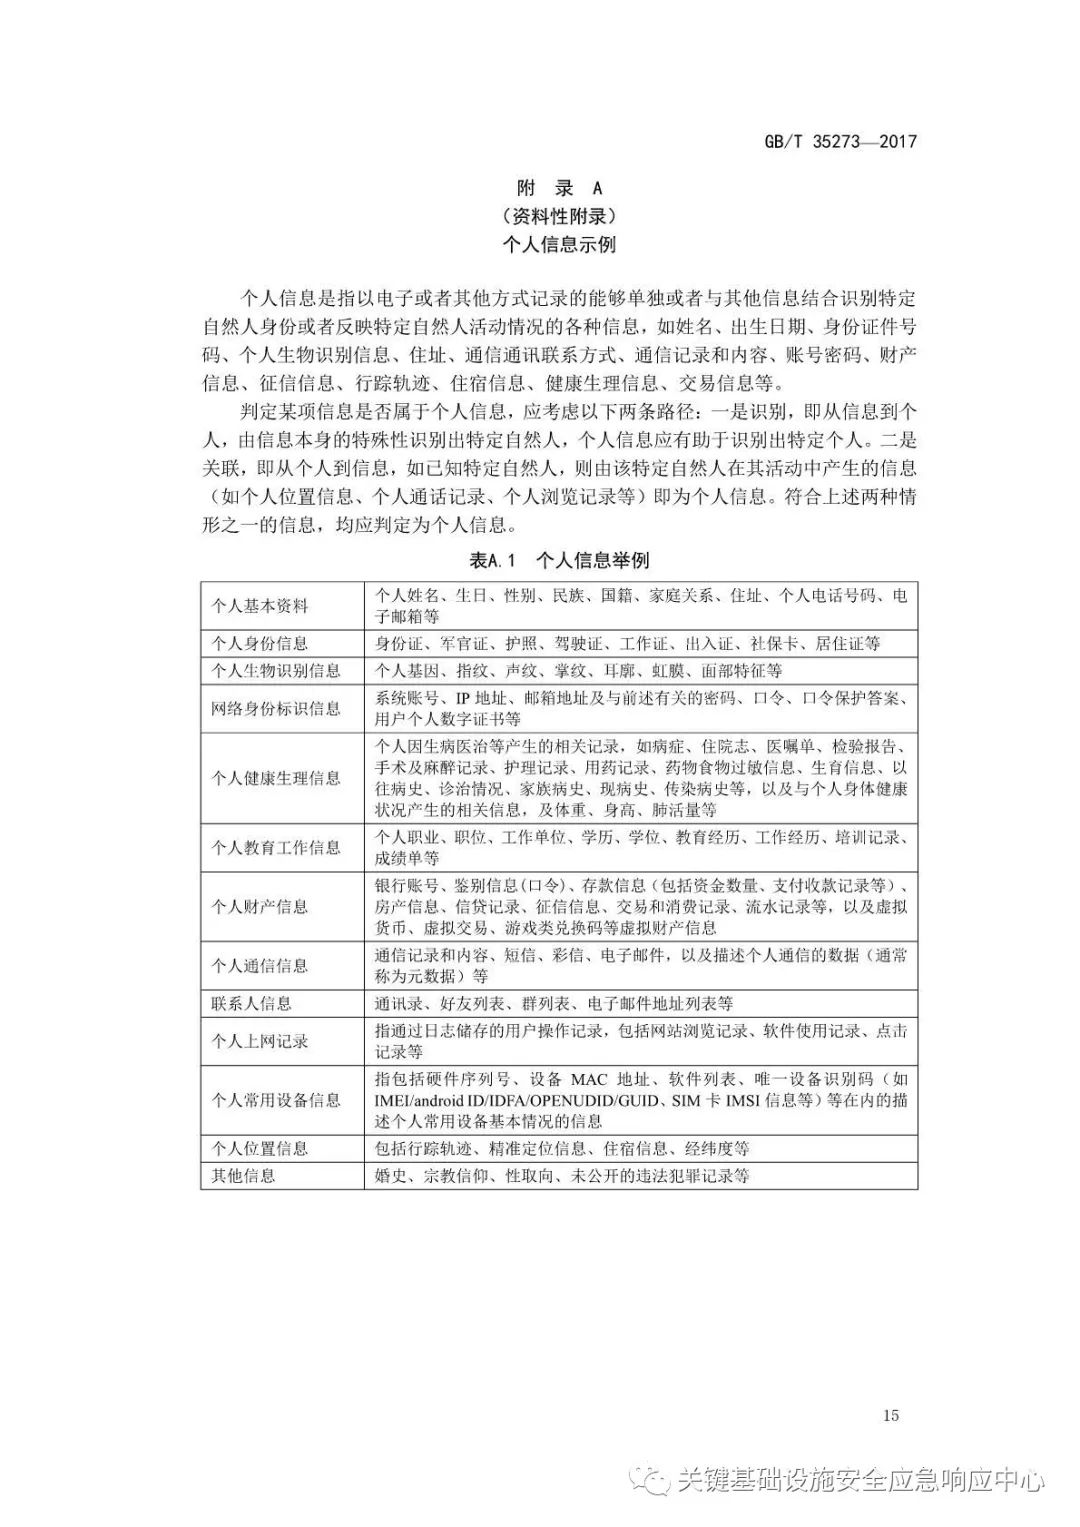 GB/T 35273—2017
附 录 A
（资料性附录）
个人信息示例
个人信息是指以电子或者其他方式记录的能够单独或者与其他信息结合识别特定
自然人身份或者反映特定自然人活动情况的各种信息，如姓名、出生日期、身份证件号
码、个人生物识别信息、住址、通信通讯联系方式、通信记录和内容、账号密码、财产
信息、征信信息、行踪轨迹、住宿信息、健康生理信息、交易信息等。
判定某项信息是否属于个人信息，应考虑以下两条路径：一是识别，即从信息到个
人，由信息本身的特殊性识别出特定自然人，个人信息应有助于识别出特定个人。二是
关联，即从个人到信息，如已知特定自然人，则由该特定自然人在其活动中产生的信息
（如个人位置信息、个人通话记录、个人浏览记录等）即为个人信息。符合上述两种情
形之一的信息，均应判定为个人信息。
表A.1 个人信息举例
个人基本资料
个人姓名、生日、性别、民族、国籍、家庭关系、住址、个人电话号码、电
子邮箱等
个人身份信息
身份证、军官证、护照、驾驶证、工作证、出入证、社保卡、居住证等
个人生物识别信息
个人基因、指纹、声纹、掌纹、耳廓、虹膜、面部特征等
网络身份标识信息
系统账号、IP 地址、邮箱地址及与前述有关的密码、口令、口令保护答案、
用户个人数字证书等
个人健康生理信息
个人因生病医治等产生的相关记录，如病症、住院志、医嘱单、检验报告、
手术及麻醉记录、护理记录、用药记录、药物食物过敏信息、生育信息、以
往病史、诊治情况、家族病史、现病史、传染病史等，以及与个人身体健康
状况产生的相关信息，及体重、身高、肺活量等
个人教育工作信息
个人职业、职位、工作单位、学历、学位、教育经历、工作经历、培训记录、
成绩单等
个人财产信息
银行账号、鉴别信息(口令)、存款信息（包括资金数量、支付收款记录等）、
房产信息、信贷记录、征信信息、交易和消费记录、流水记录等，以及虚拟
货币、虚拟交易、游戏类兑换码等虚拟财产信息
个人通信信息
通信记录和内容、短信、彩信、电子邮件，以及描述个人通信的数据（通常
称为元数据）等
联系人信息
通讯录、好友列表、群列表、电子邮件地址列表等
个人上网记录
指通过日志储存的用户操作记录，包括网站浏览记录、软件使用记录、点击
记录等
个人常用设备信息
指包括硬件序列号、设备 MAC 地址、软件列表、唯一设备识别码（如
IMEI/android ID/IDFA/OPENUDID/GUID、SIM 卡 IMSI 信息等）等在内的描
述个人常用设备基本情况的信息
个人位置信息
包括行踪轨迹、精准定位信息、住宿信息、经纬度等
其他信息
婚史、宗教信仰、性取向、未公开的违法犯罪记录等
15
关键基础设施安全应急响应中心